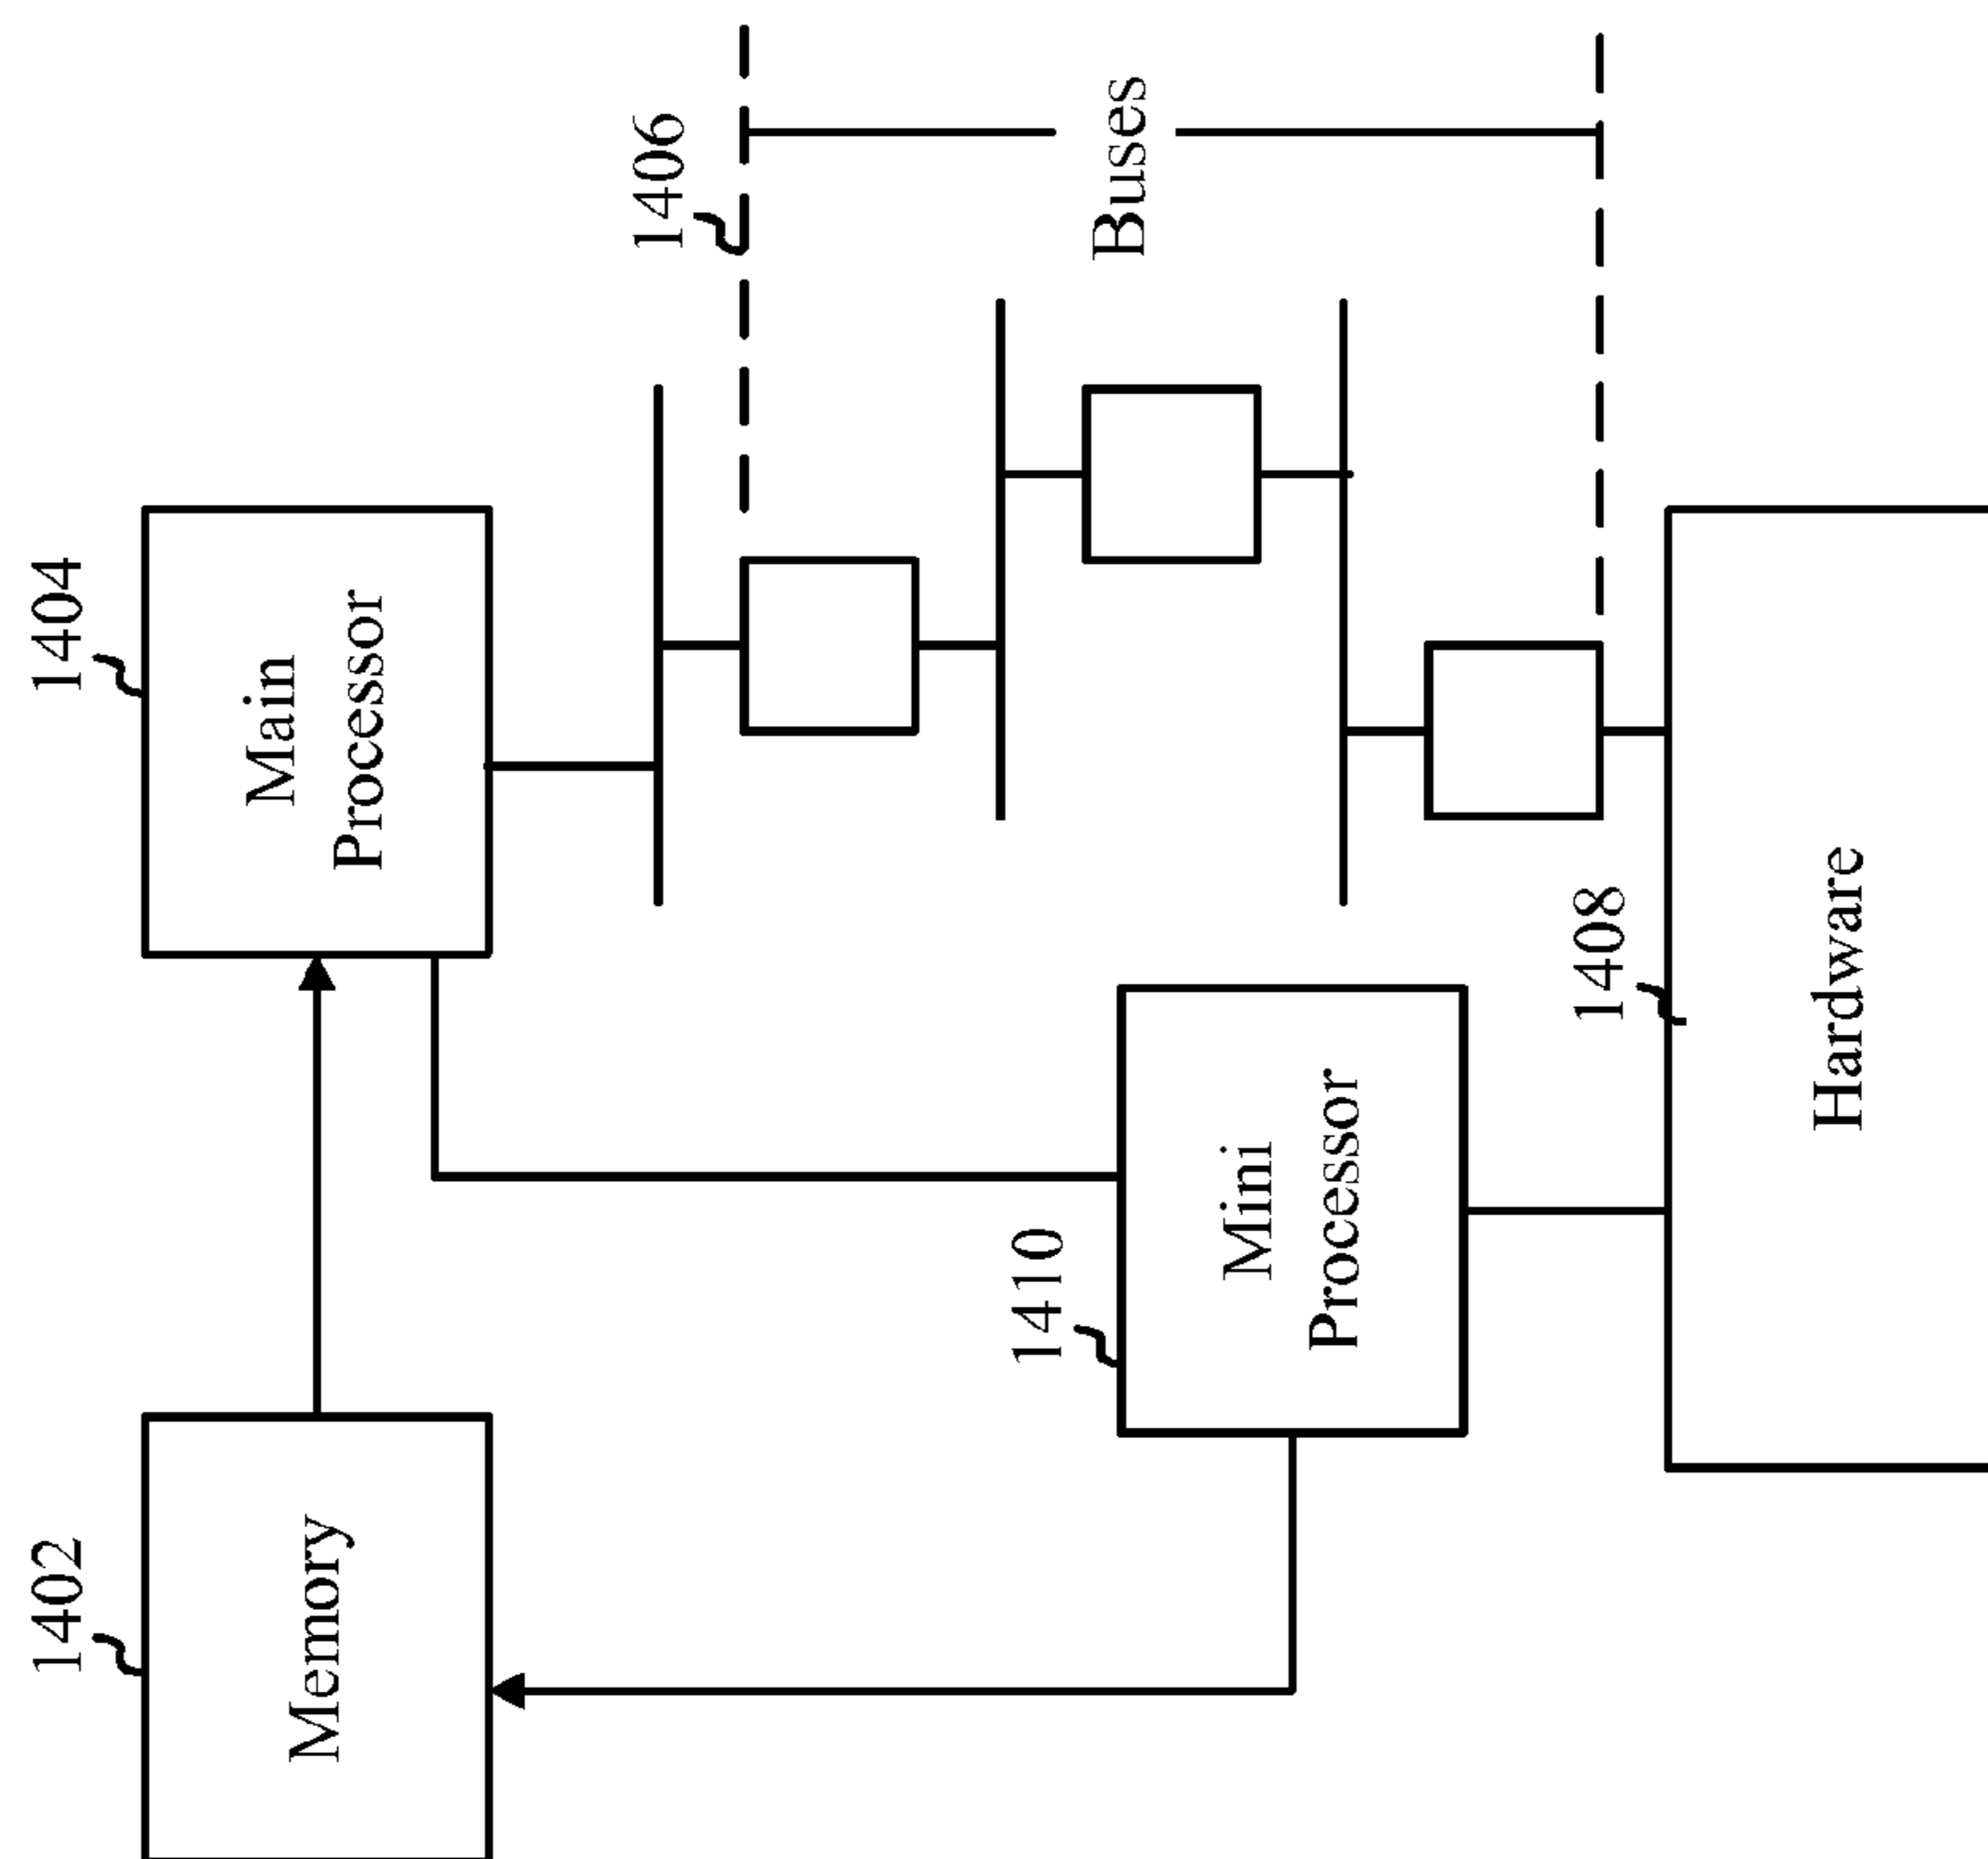 1402
Memory
1404
Main
Processor
1406
Buses
1410
Mini
Processor
1408
Hardware